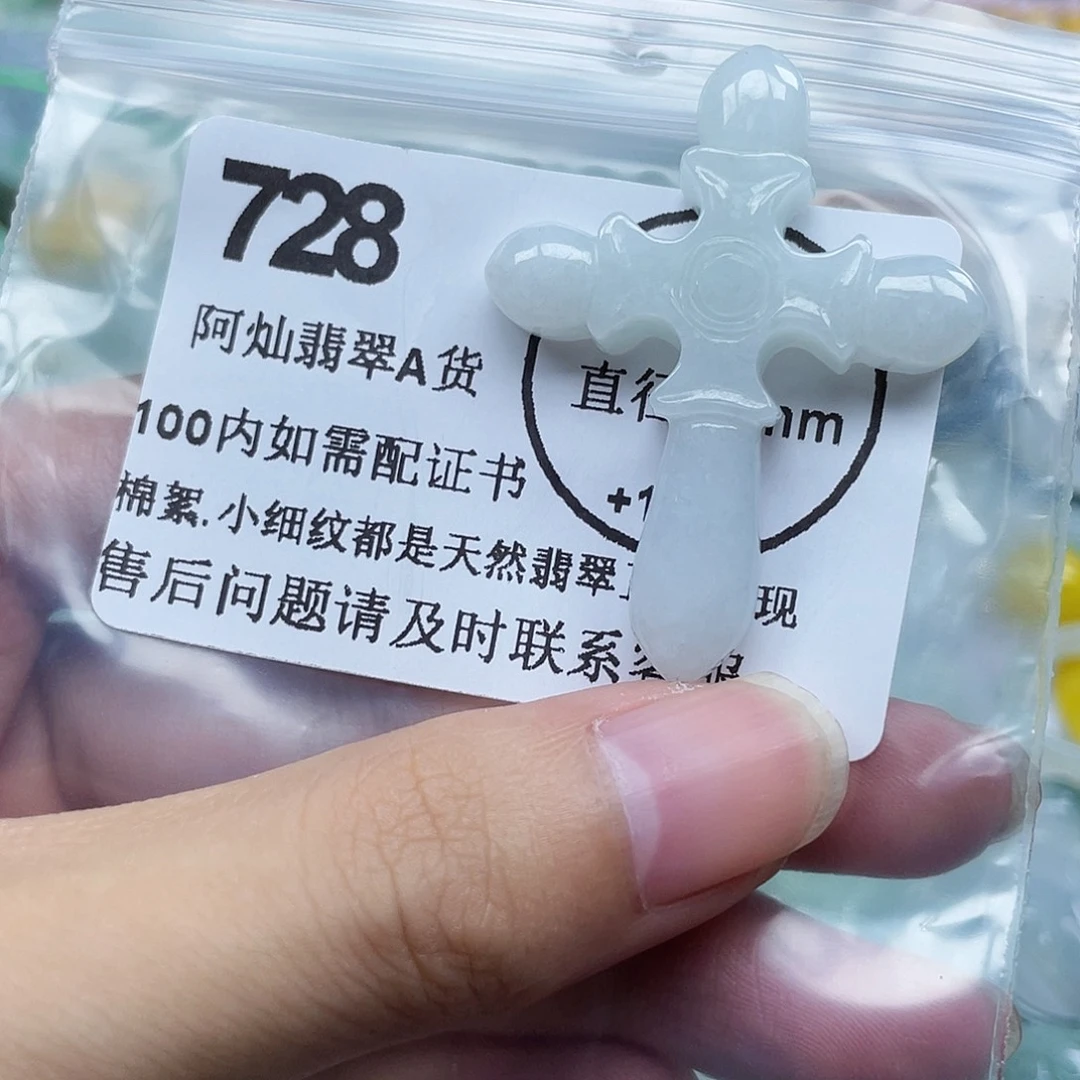 728
阿灿翡翠A货
100内如需配证书
棉絮.小细纹都是天然翡翠 现
售后问题请及时联系
直径 mm
+1